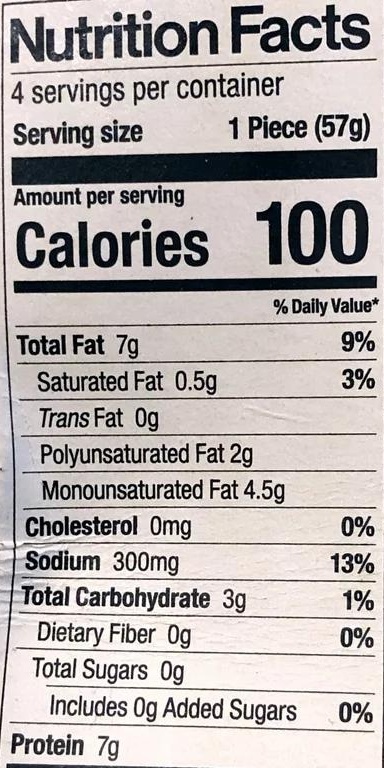 Nutrition Facts
4 servings per container
Serving size 1 Piece (57g)
Amount per serving
Calories 100
% Daily Value*
Total Fat 7g 9%
Saturated Fat 0.5g 3%
Trans Fat 0g
Polyunsaturated Fat 2g
Monounsaturated Fat 4.5g
Cholesterol 0mg 0%
Sodium 300mg 13%
Total Carbohydrate 3g 1%
Dietary Fiber 0g 0%
Total Sugars 0g
Includes 0g Added Sugars 0%
Protein 7g